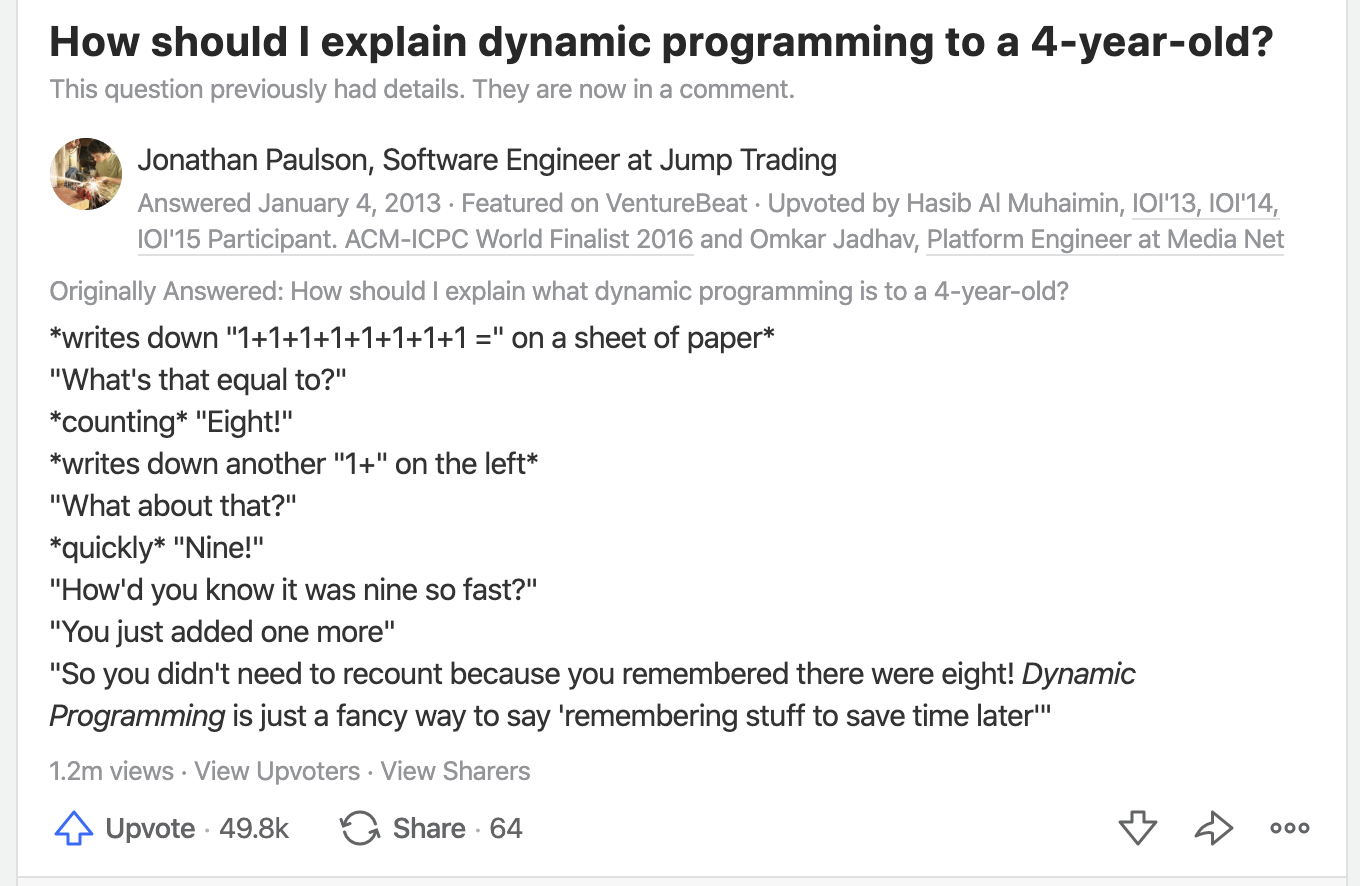 How should I explain dynamic programming to a 4-year-old?
This question previously had details. They are now in a comment.
Jonathan Paulson, Software Engineer at Jump Trading
Answered January 4, 2013 · Featured on VentureBeat · Upvoted by Hasib Al Muhaimin, IOI'13, IOI'14,
IOI'15 Participant. ACM-ICPC World Finalist 2016 and Omkar Jadhav, Platform Engineer at Media Net
Originally Answered: How should I explain what dynamic programming is to a 4-year-old?
*writes down "1+1+1+1+1+1+1+1 =" on a sheet of paper*
"What's that equal to?"
*counting* "Eight!"
*writes down another "1+" on the left*
"What about that?"
*quickly* "Nine!"
"How'd you know it was nine so fast?"
"You just added one more"
"So you didn't need to recount because you remembered there were eight! Dynamic
Programming is just a fancy way to say 'remembering stuff to save time later'"
1.2m views · View Upvoters · View Sharers
Upvote · 49.8k Share · 64